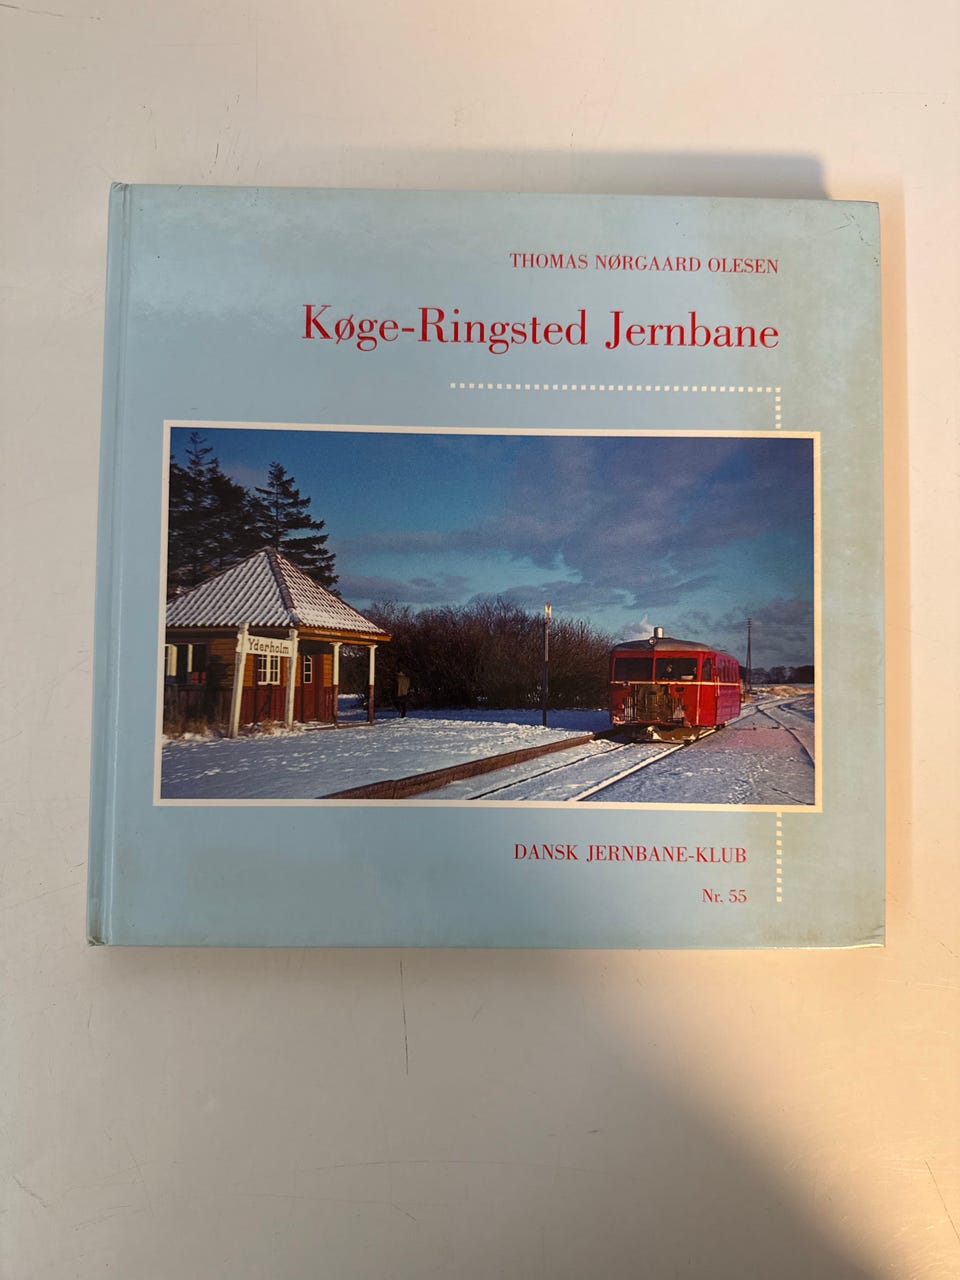 THOMAS NØRGAARD OLESEN
Køge-Ringsted Jernbane
Yderholm
DANSK JERNBANE-KLUB
Nr. 55